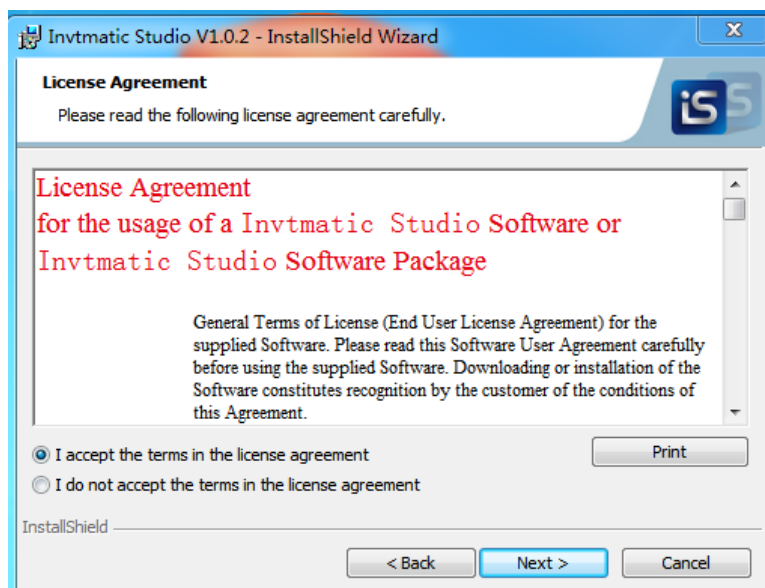 Invtmatic Studio V1.0.2 - InstallShield Wizard
X
License Agreement
Please read the following license agreement carefully.
iS S
License Agreement
for the usage of a Invtmatic Studio Software or
Invtmatic Studio Software Package
General Terms of License (End User License Agreement) for the
supplied Software. Please read this Software User Agreement carefully
before using the supplied Software. Downloading or installation of the
Software constitutes recognition by the customer of the conditions of
this Agreement.
I accept the terms in the license agreement
Print
I do not accept the terms in the license agreement
InstallShield
< Back
Next >
Cancel